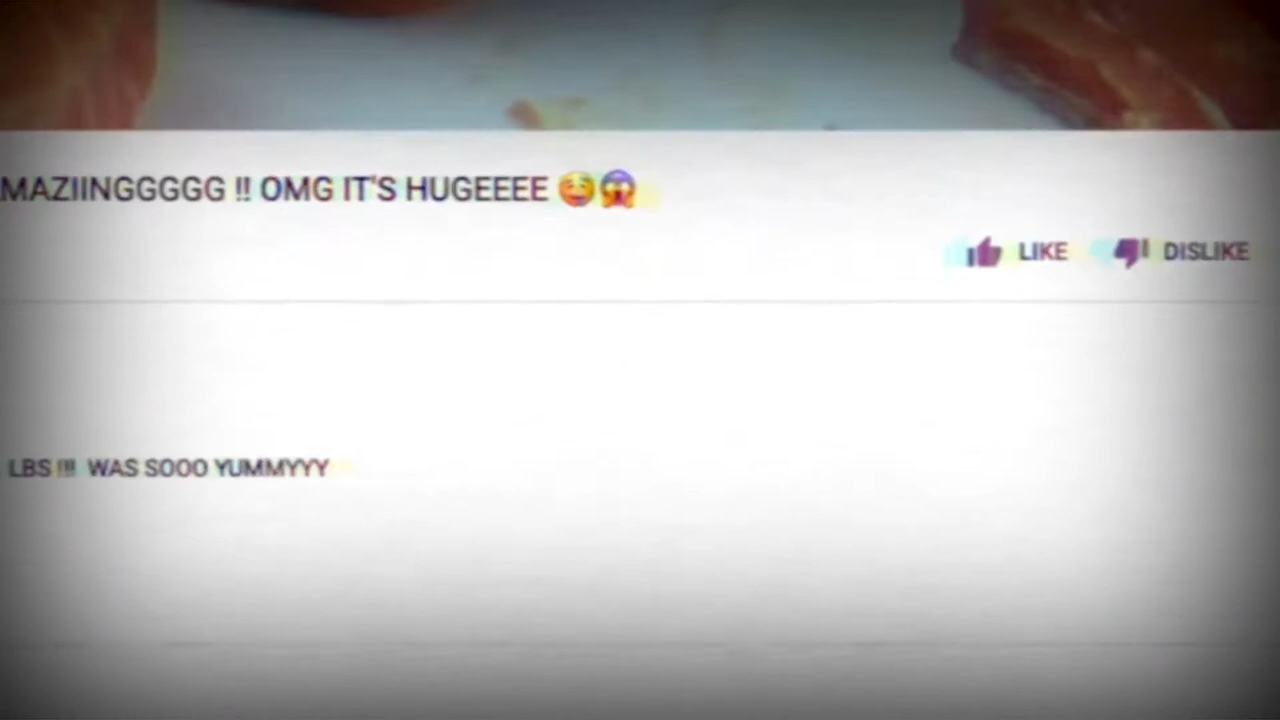 MAZIINGGGGG !! OMG IT'S HUGEEEE 🤤😱
LIKE DISLIKE
LBS !!! WAS SOOO YUMMYYY